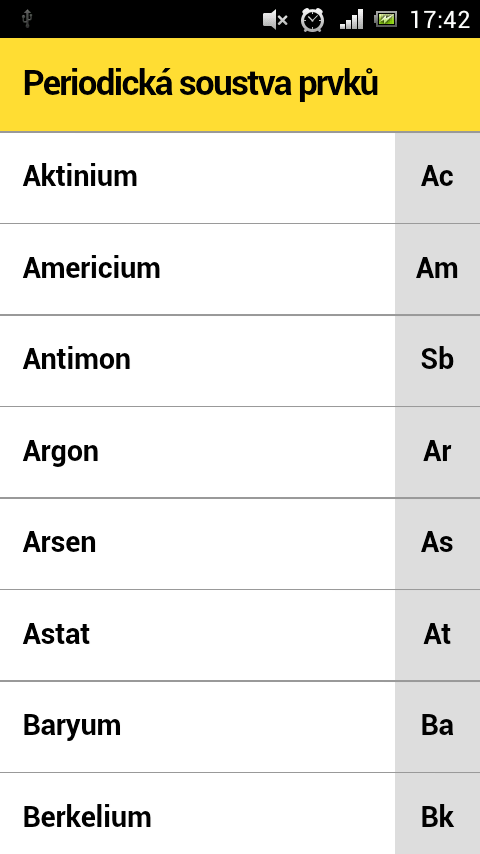 17:42
Periodická soustva prvků
Aktinium Ac
Americium Am
Antimon Sb
Argon Ar
Arsen As
Astat At
Baryum Ba
Berkelium Bk